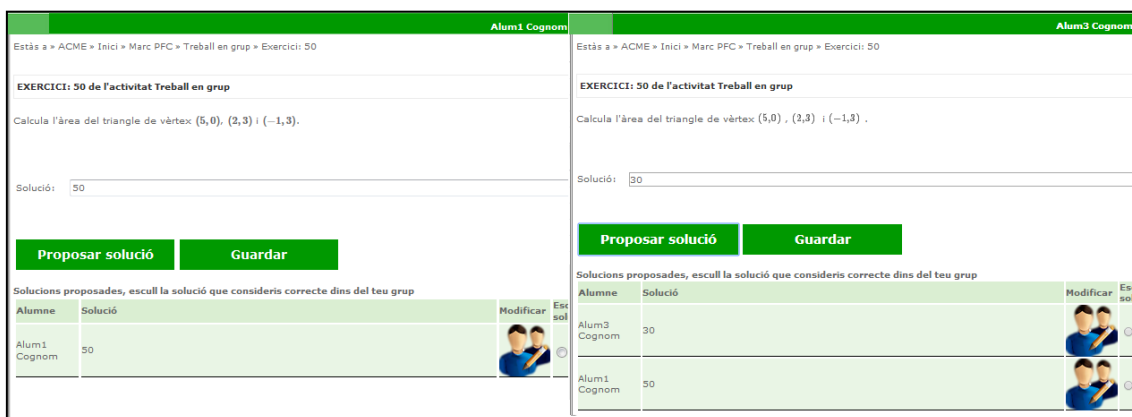 Alum1 Cognom
Estàs a » ACME » Inici » Marc PFC » Treball en grup » Exercici: 50
EXERCICI: 50 de l'activitat Treball en grup
Calcula l'àrea del triangle de vèrtex (5, 0), (2, 3) i (−1, 3).
Solució: 50
Proposar solució Guardar
Solucions proposades, escull la solució que consideris correcte dins del teu grup
Alumne Solució Modificar Esc
sol
Alum1
Cognom
50
Alum3 Cognom
Estàs a » ACME » Inici » Marc PFC » Treball en grup » Exercici: 50
EXERCICI: 50 de l'activitat Treball en grup
Calcula l'àrea del triangle de vèrtex (5,0) , (2,3) i (−1,3) .
Solució: 30
Proposar solució Guardar
Solucions proposades, escull la solució que consideris correcte dins del teu grup
Alumne Solució Modificar Es
so
Alum3
Cognom
30
Alum1
Cognom
50